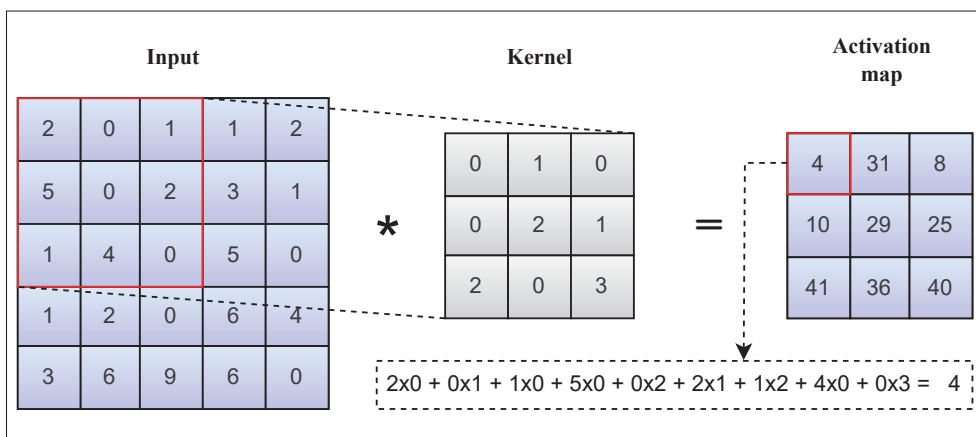 Input
Kernel
Activation
map
2 0 1 1 2
5 0 2 3 1
1 4 0 5 0
1 2 0 6 4
3 6 9 6 0
*
0 1 0
0 2 1
2 0 3
=
4 31 8
10 29 25
41 36 40
2x0 + 0x1 + 1x0 + 5x0 + 0x2 + 2x1 + 1x2 + 4x0 + 0x3 = 4